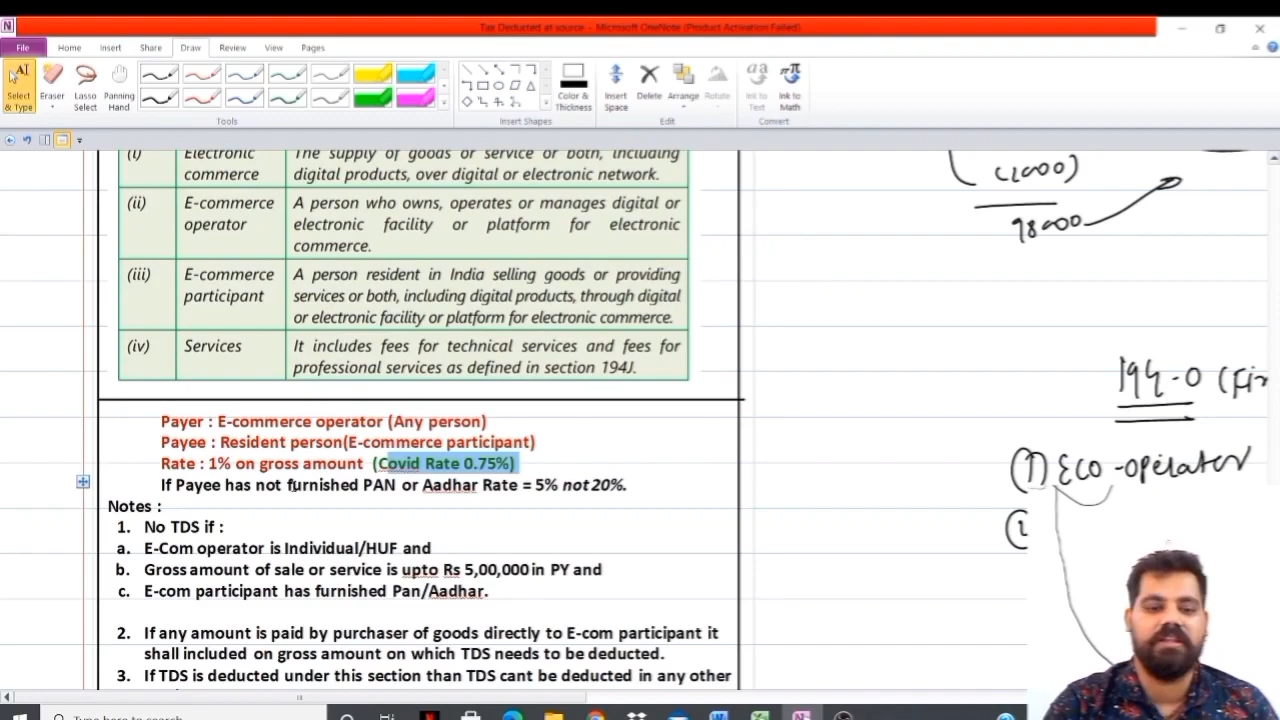 Tax Deducted at source - Microsoft OneNote (Product Activation Failed)
File Home Insert Share Draw Review View Pages
Select & Type
Eraser
Lasso Select
Panning Hand
Color & Thickness
Insert Space
Delete
Arrange
Rotate
Ink to Text
Ink to Math
Tools
Insert Shapes
Edit
Convert
(i) Electronic commerce
The supply of goods or service or both, including
digital products, over digital or electronic network.
(ii) E-commerce operator
A person who owns, operates or manages digital or
electronic facility or platform for electronic
commerce.
(iii) E-commerce participant
A person resident in India selling goods or providing
services or both, including digital products, through digital
or electronic facility or platform for electronic commerce.
(iv) Services
It includes fees for technical services and fees for
professional services as defined in section 194J.
Payer : E-commerce operator (Any person)
Payee : Resident person(E-commerce participant)
Rate : 1% on gross amount (Covid Rate 0.75%)
If Payee has not furnished PAN or Aadhar Rate = 5% not 20%.
Notes :
1. No TDS if :
a. E-Com operator is Individual/HUF and
b. Gross amount of sale or service is upto Rs 5,00,000 in PY and
c. E-com participant has furnished Pan/Aadhar.
2. If any amount is paid by purchaser of goods directly to E-com participant it
shall included on gross amount on which TDS needs to be deducted.
3. If TDS is deducted under this section than TDS cant be deducted in any other
98000
194-O
(1) ECO-operator
Type here to search